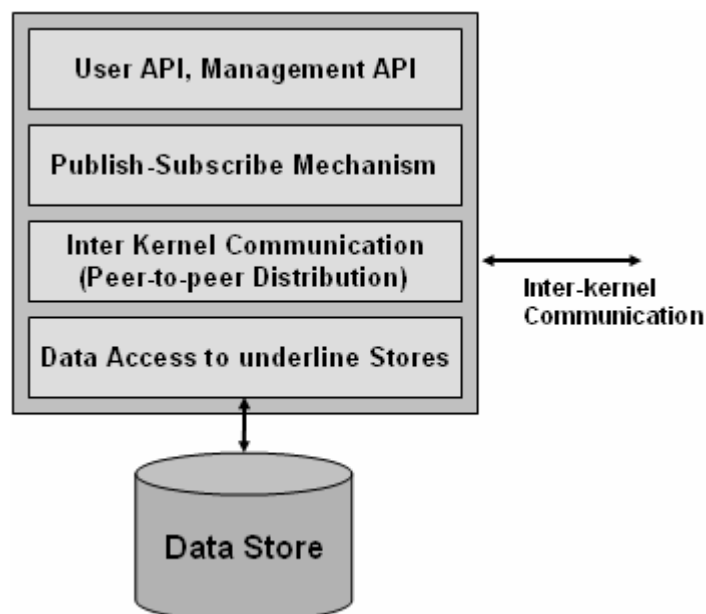 User API, Management API
Publish-Subscribe Mechanism
Inter Kernel Communication
(Peer-to-peer Distribution)
Inter-kernel
Communication
Data Access to underline Stores
Data Store